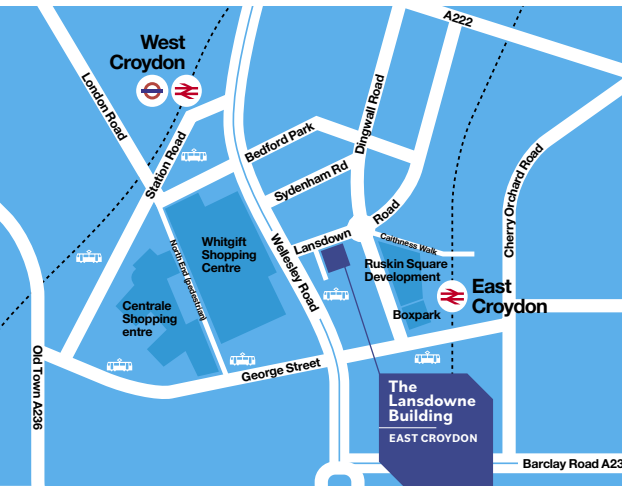 A222
West
Croydon
London Road
Dingwall Road
Bedford Park
Station Road
Sydenham Rd
Cherry Orchard Road
Road
Lansdown
Caithness Walk
Whitgift
Shopping
Centre
North End (pedestrian)
Wellesley Road
Ruskin Square
Development
East
Croydon
Centrale
Shopping
entre
Boxpark
Old Town A236
George Street
The
Lansdowne
Building
EAST CROYDON
Barclay Road A23